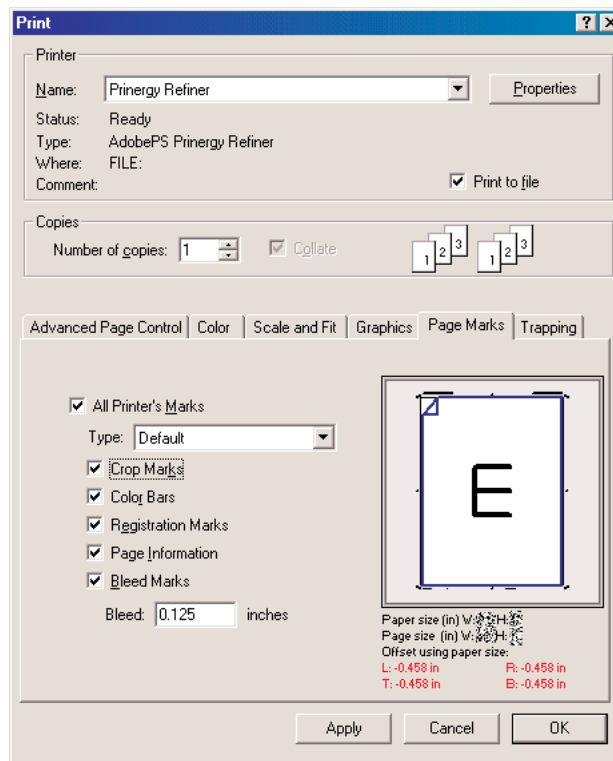 Print
Printer
Name: Prinergy Refiner Properties
Status: Ready
Type: AdobePS Prinergy Refiner
Where: FILE:
Comment: Print to file
Copies
Number of copies: 1 Collate 1 2 3 1 2 3
Advanced Page Control Color Scale and Fit Graphics Page Marks Trapping
All Printer's Marks
Type: Default
Crop Marks
Color Bars
Registration Marks
Page Information
Bleed Marks
Bleed: 0.125 inches
E
Paper size (in) W: H:
Page size (in) W: H:
Offset using paper size:
L: -0.458 in R: -0.458 in
T: -0.458 in B: -0.458 in
Apply Cancel OK